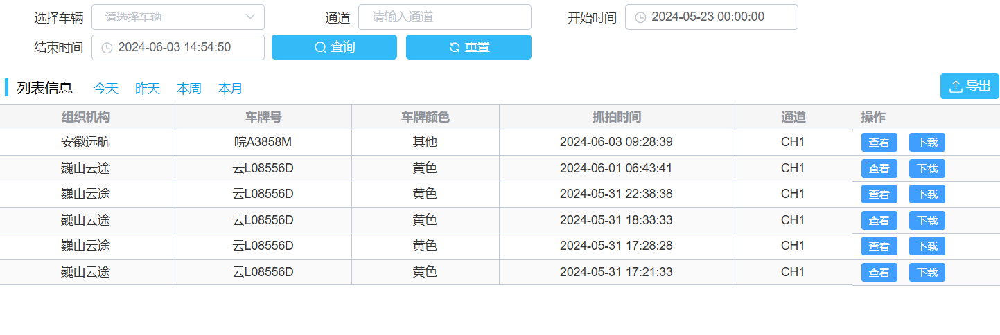 选择车辆 请选择车辆 通道 请输入通道 开始时间 2024-05-23 00:00:00
结束时间 2024-06-03 14:54:50 查询 重置
列表信息 今天 昨天 本周 本月 导出
组织机构 车牌号 车牌颜色 抓拍时间 通道 操作
安徽远航 皖A3858M 其他 2024-06-03 09:28:39 CH1 查看 下载
巍山云途 云L08556D 黄色 2024-06-01 06:43:41 CH1 查看 下载
巍山云途 云L08556D 黄色 2024-05-31 22:38:38 CH1 查看 下载
巍山云途 云L08556D 黄色 2024-05-31 18:33:33 CH1 查看 下载
巍山云途 云L08556D 黄色 2024-05-31 17:28:28 CH1 查看 下载
巍山云途 云L08556D 黄色 2024-05-31 17:21:33 CH1 查看 下载